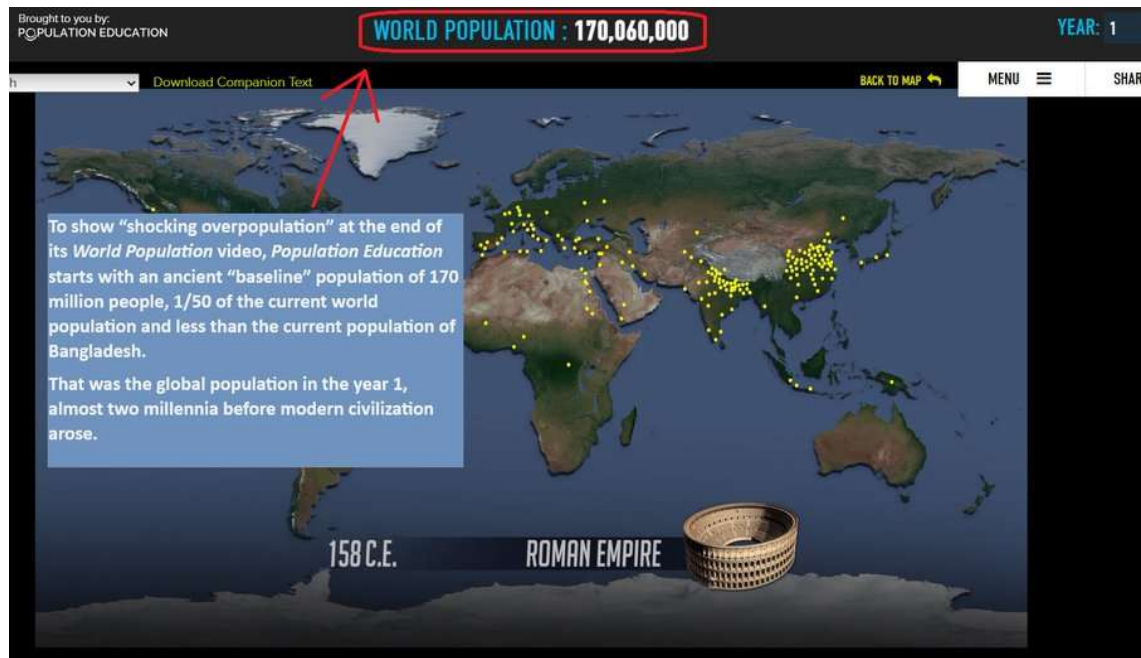 Brought to you by:
POPULATION EDUCATION
WORLD POPULATION : 170,060,000
YEAR: 1
h
Download Companion Text
BACK TO MAP
MENU
SHAR
To show “shocking overpopulation” at the end of
its World Population video, Population Education
starts with an ancient “baseline” population of 170
million people, 1/50 of the current world
population and less than the current population of
Bangladesh.
That was the global population in the year 1,
almost two millennia before modern civilization
arose.
158 C.E.
ROMAN EMPIRE